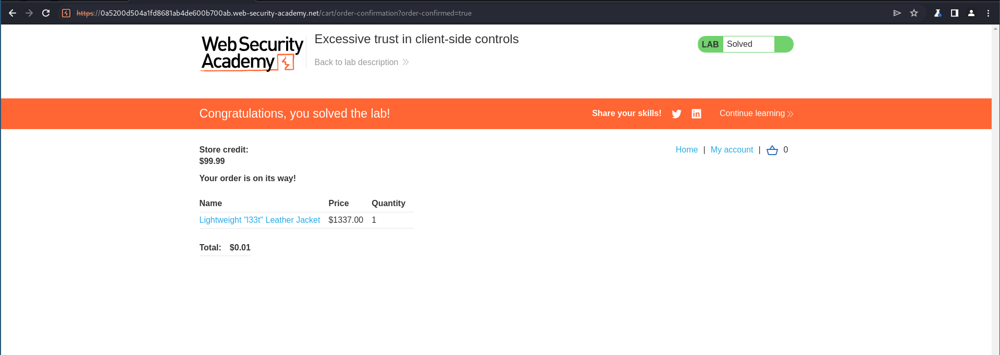 https://0a5200d504a1fd8681ab4de600b700ab.web-security-academy.net/cart/order-confirmation?order-confirmed=true
Web Security
Academy
Excessive trust in client-side controls
Back to lab description
LAB Solved
Congratulations, you solved the lab!
Share your skills! Continue learning
Store credit:
$99.99
Home | My account | 0
Your order is on its way!
Name Price Quantity
Lightweight "l33t" Leather Jacket $1337.00 1
Total: $0.01